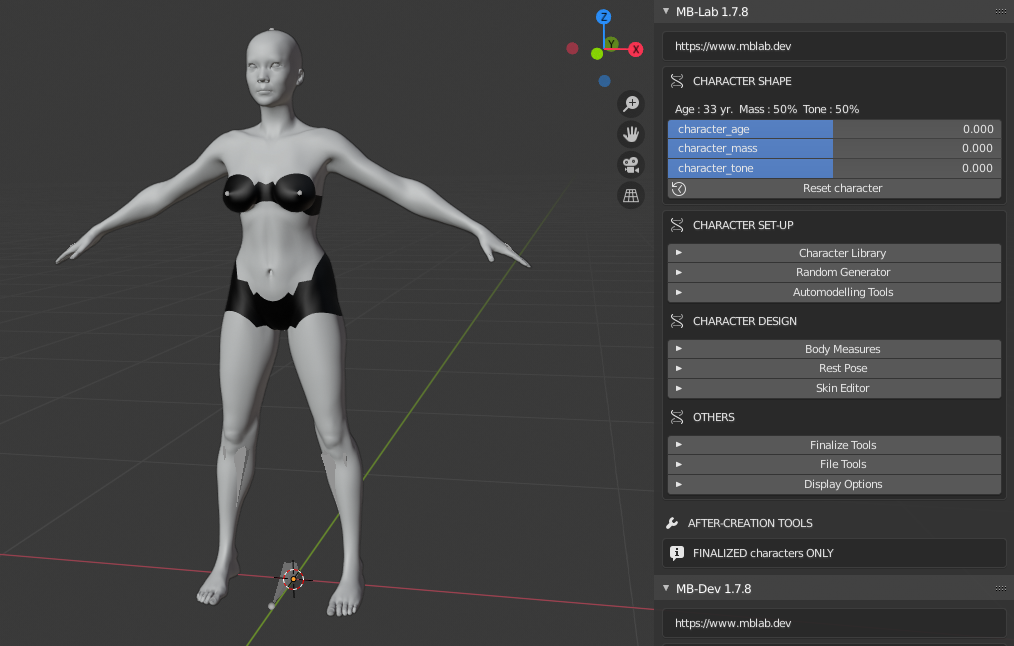 Z
Y
X
MB-Lab 1.7.8
https://www.mblab.dev
CHARACTER SHAPE
Age : 33 yr. Mass : 50% Tone : 50%
character_age 0.000
character_mass 0.000
character_tone 0.000
Reset character
CHARACTER SET-UP
Character Library
Random Generator
Automodelling Tools
CHARACTER DESIGN
Body Measures
Rest Pose
Skin Editor
OTHERS
Finalize Tools
File Tools
Display Options
AFTER-CREATION TOOLS
FINALIZED characters ONLY
MB-Dev 1.7.8
https://www.mblab.dev